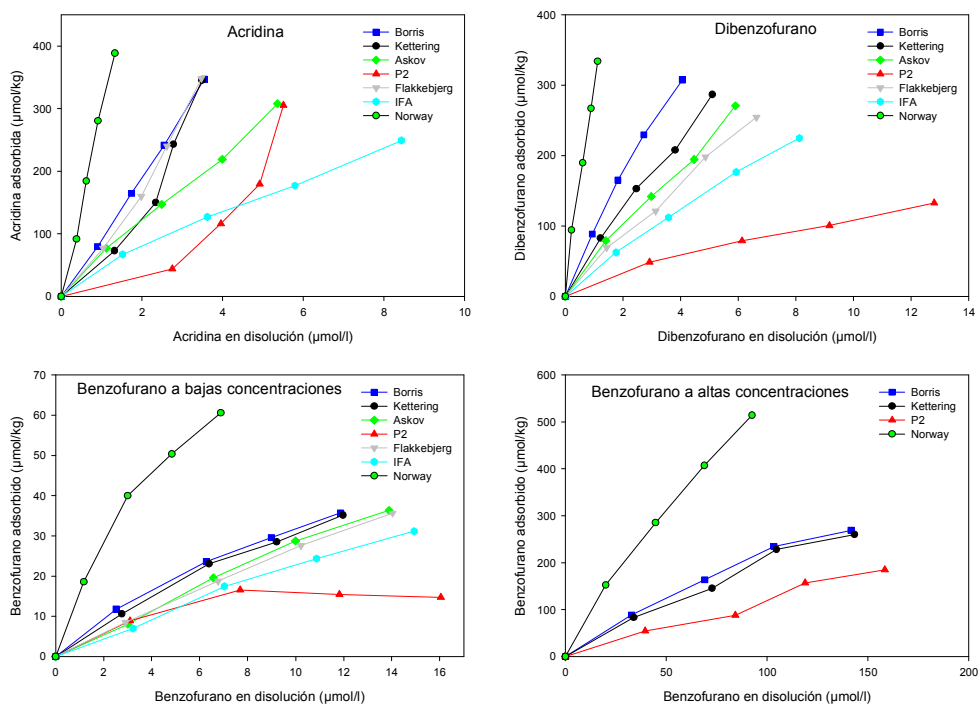 Acridina
Acridina adsorbida (µmol/kg)
400
300
200
100
0
0 2 4 6 8 10
Acridina en disolución (µmol/l)
Borris
Kettering
Askov
P2
Flakkebjerg
IFA
Norway
Dibenzofurano
Dibenzofurano adsorbido (µmol/kg)
400
300
200
100
0
0 2 4 6 8 10 12 14
Dibenzofurano en disolución (µmol/l)
Borris
Kettering
Askov
P2
Flakkebjerg
IFA
Norway
Benzofurano a bajas concentraciones
Benzofurano adsorbido (µmol/kg)
70
60
50
40
30
20
10
0
0 2 4 6 8 10 12 14 16
Benzofurano en disolución (µmol/l)
Borris
Kettering
Askov
P2
Flakkebjerg
IFA
Norway
Benzofurano a altas concentraciones
Benzofurano adsorbido (µmol/kg)
600
500
400
300
200
100
0
0 50 100 150 200
Benzofurano en disolución (µmol/l)
Borris
Kettering
P2
Norway